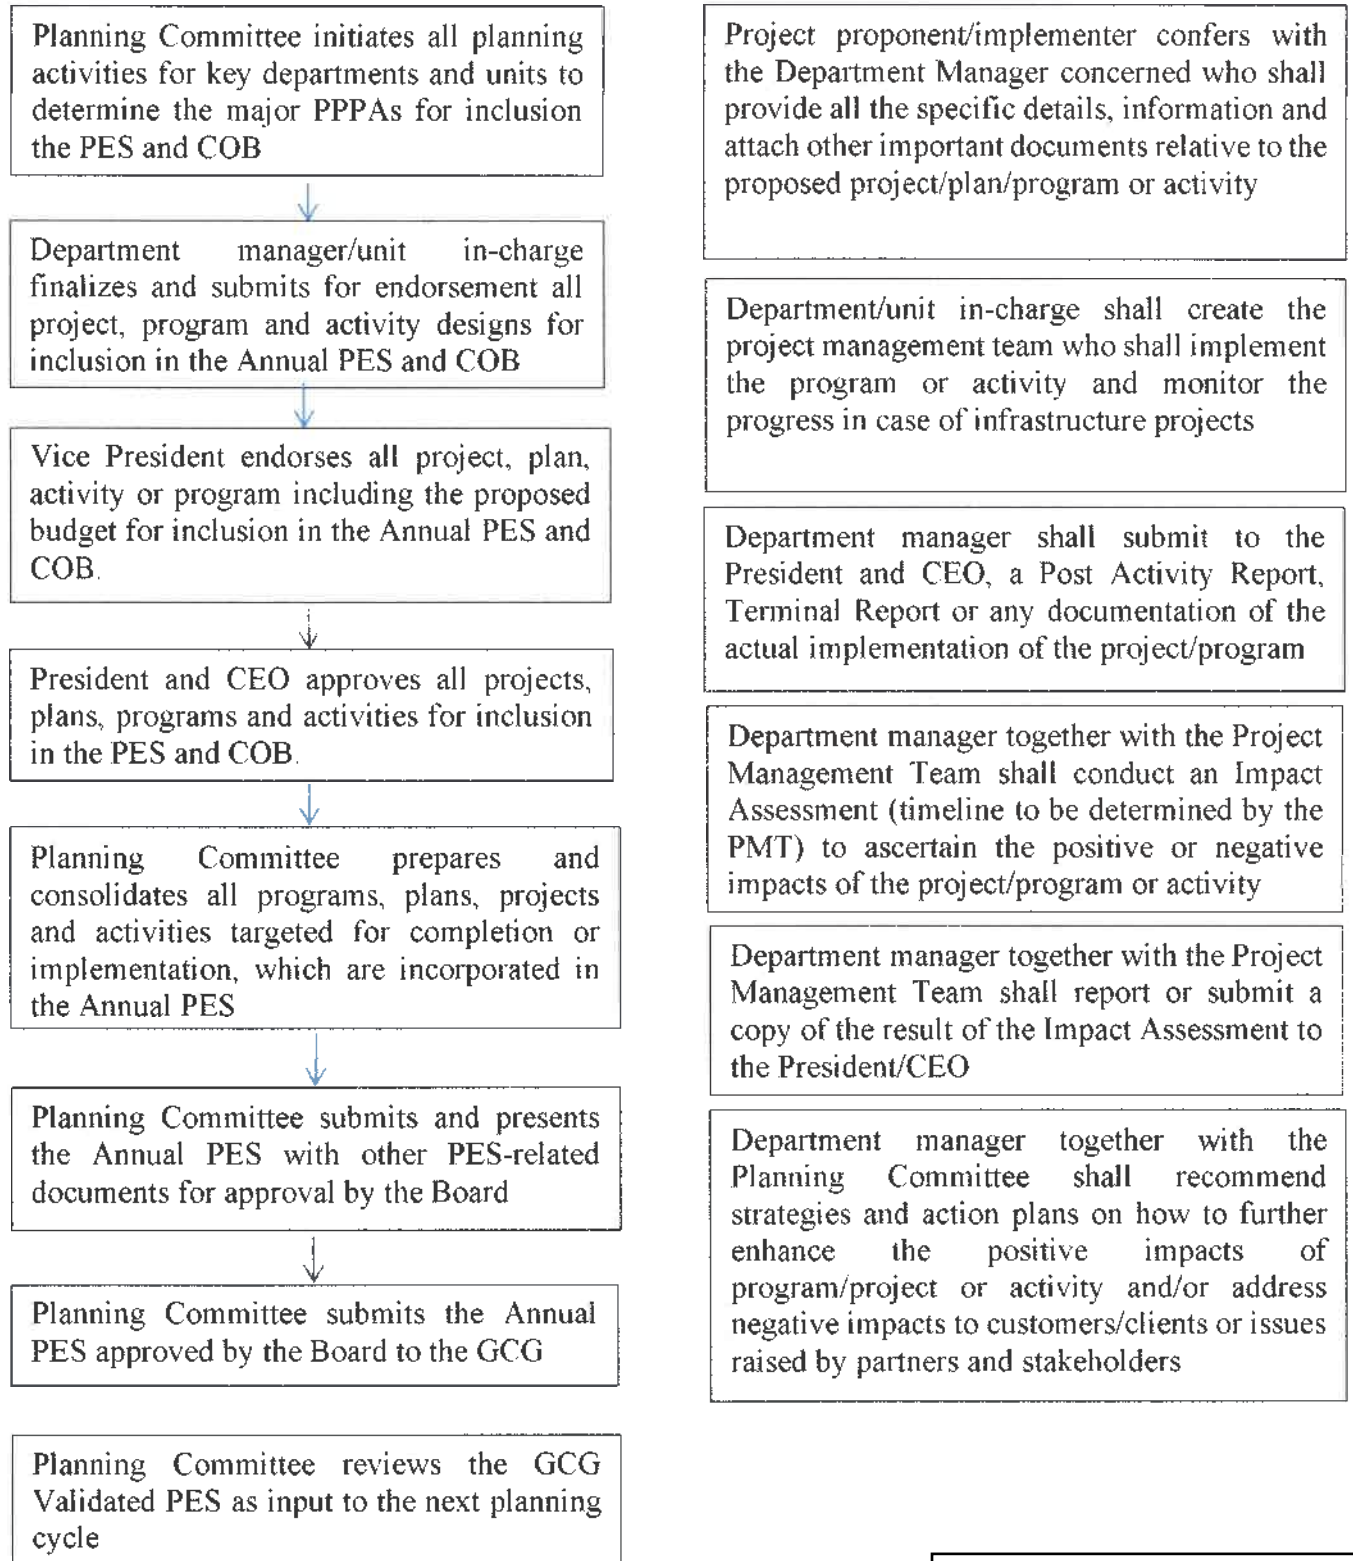 Planning Committee initiates all planning
activities for key departments and units to
determine the major PPPAs for inclusion
the PES and COB
Department manager/unit in-charge
finalizes and submits for endorsement all
project, program and activity designs for
inclusion in the Annual PES and COB
Vice President endorses all project, plan,
activity or program including the proposed
budget for inclusion in the Annual PES and
COB.
President and CEO approves all projects,
plans, programs and activities for inclusion
in the PES and COB.
Planning Committee prepares and
consolidates all programs, plans, projects
and activities targeted for completion or
implementation, which are incorporated in
the Annual PES
Planning Committee submits and presents
the Annual PES with other PES-related
documents for approval by the Board
Planning Committee submits the Annual
PES approved by the Board to the GCG
Planning Committee reviews the GCG
Validated PES as input to the next planning
cycle
Project proponent/implementer confers with
the Department Manager concerned who shall
provide all the specific details, information and
attach other important documents relative to the
proposed project/plan/program or activity
Department/unit in-charge shall create the
project management team who shall implement
the program or activity and monitor the
progress in case of infrastructure projects
Department manager shall submit to the
President and CEO, a Post Activity Report,
Terminal Report or any documentation of the
actual implementation of the project/program
Department manager together with the Project
Management Team shall conduct an Impact
Assessment (timeline to be determined by the
PMT) to ascertain the positive or negative
impacts of the project/program or activity
Department manager together with the Project
Management Team shall report or submit a
copy of the result of the Impact Assessment to
the President/CEO
Department manager together with the
Planning Committee shall recommend
strategies and action plans on how to further
enhance the positive impacts of
program/project or activity and/or address
negative impacts to customers/clients or issues
raised by partners and stakeholders